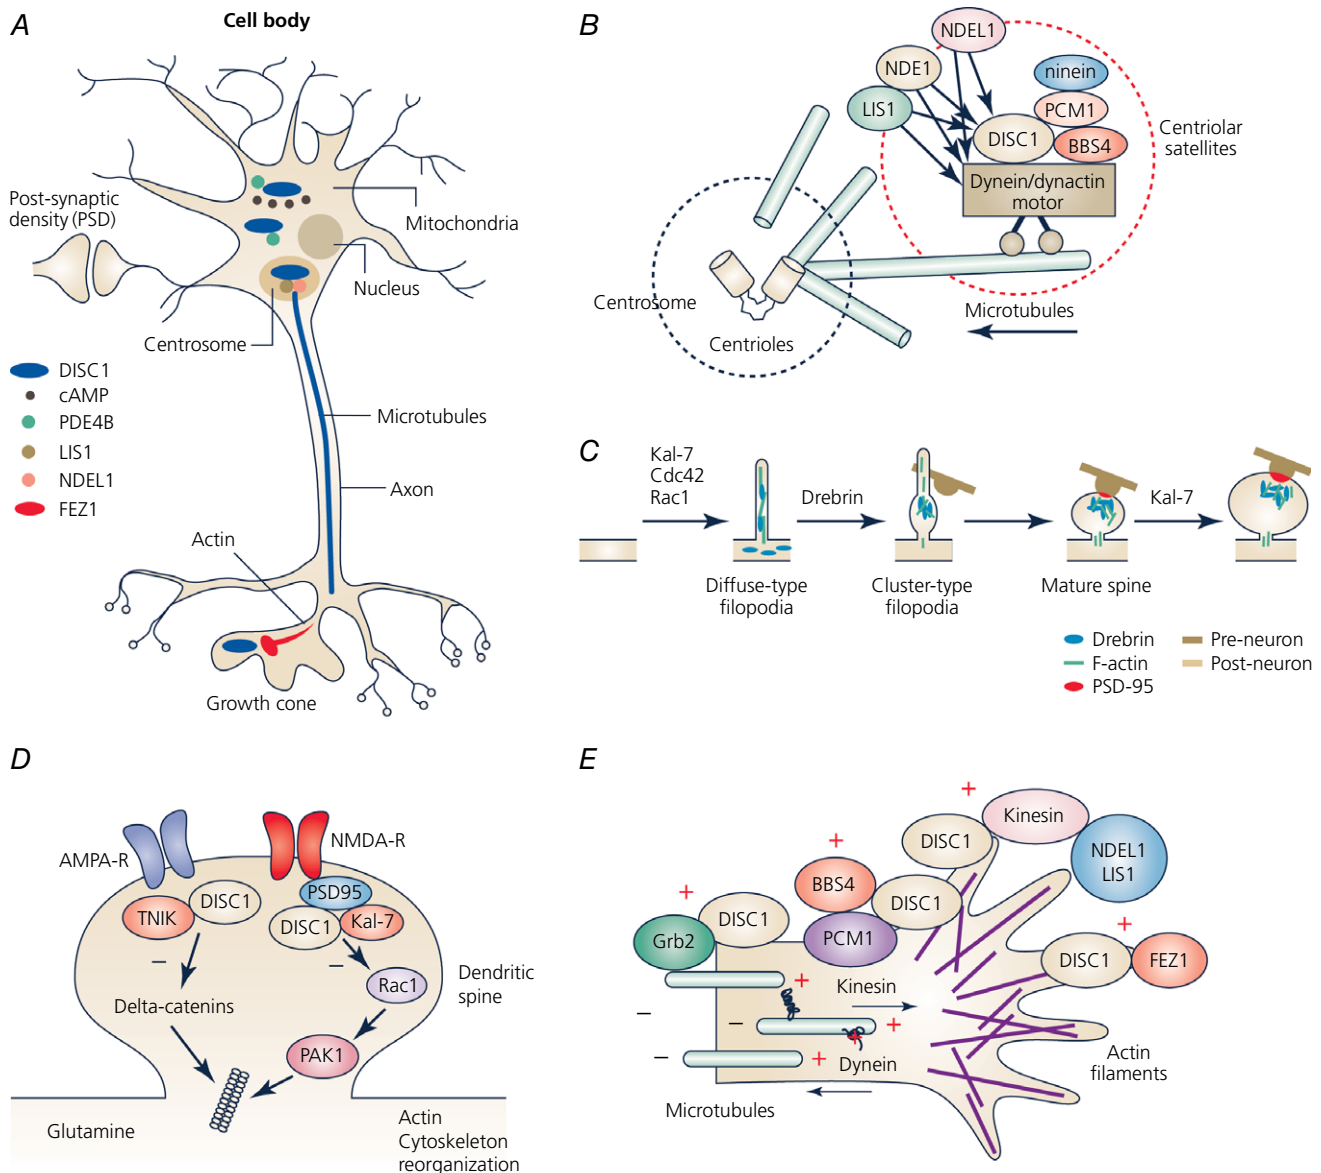 A
Cell body
Post-synaptic
density (PSD)
Mitochondria
Nucleus
Centrosome
DISC1
cAMP
PDE4B
LIS1
NDEL1
FEZ1
Microtubules
Axon
Actin
Growth cone
B
NDEL1
NDE1
LIS1
ninein
PCM1
DISC1
BBS4
Centriolar
satellites
Dynein/dynactin
motor
Centrosome
Centrioles
Microtubules
C
Kal-7
Cdc42
Rac1
Drebrin
Kal-7
Diffuse-type
filopodia
Cluster-type
filopodia
Mature spine
Drebrin
F-actin
PSD-95
Pre-neuron
Post-neuron
D
AMPA-R
NMDA-R
TNIK
DISC1
PSD95
DISC1
Kal-7
–
–
Rac1
Delta-catenins
PAK1
Dendritic
spine
Glutamine
Actin
Cytoskeleton
reorganization
E
+
Kinesin
DISC1
NDEL1
LIS1
+
BBS4
DISC1
PCM1
+
DISC1
Grb2
+
DISC1
FEZ1
+
Kinesin
–
–
+
+
Dynein
–
+
Microtubules
Actin
filaments